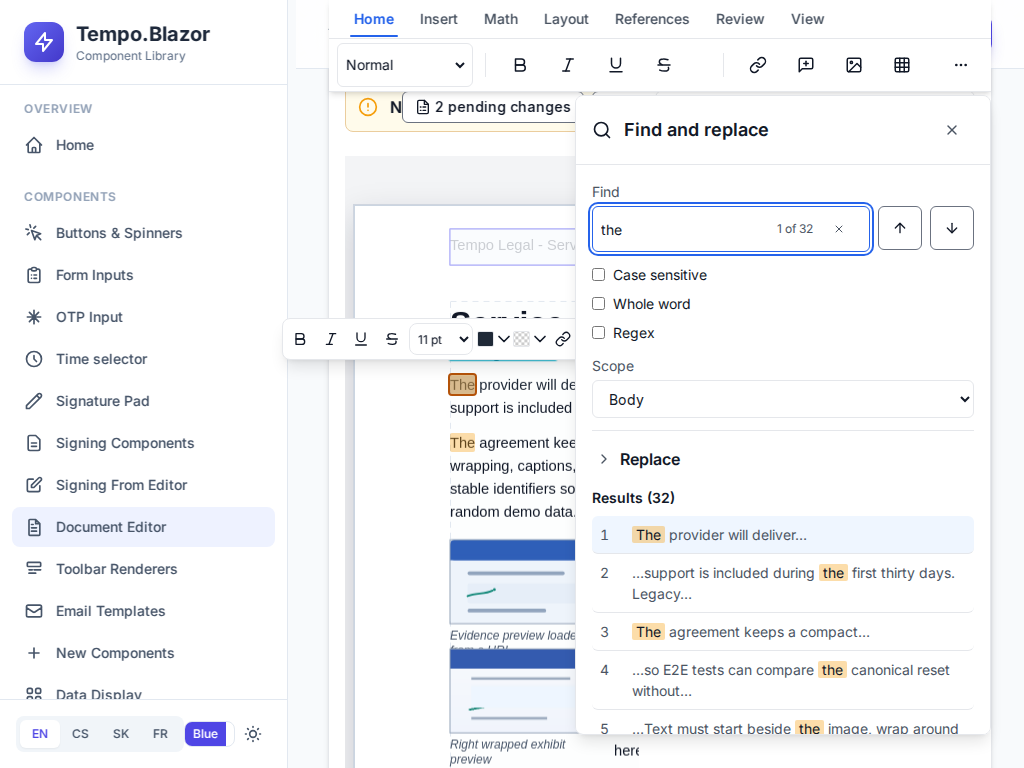 Tempo.Blazor
Component Library
OVERVIEW
Home
COMPONENTS
Buttons & Spinners
Form Inputs
OTP Input
Time selector
Signature Pad
Signing Components
Signing From Editor
Document Editor
Toolbar Renderers
Email Templates
New Components
Data Display
EN CS SK FR Blue
Home Insert Math Layout References Review View
Normal B I U S
N 2 pending changes
Tempo Legal - Serv
Service
B I U S 11 pt
The provider will de
support is included
The agreement kee
wrapping, captions,
stable identifiers so
random demo data.
Evidence preview loade
from a URL
Right wrapped exhibit
preview
here
Find and replace
Find
the 1 of 32
Case sensitive
Whole word
Regex
Scope
Body
Replace
Results (32)
1 The provider will deliver...
2 ...support is included during the first thirty days.
Legacy...
3 The agreement keeps a compact...
4 ...so E2E tests can compare the canonical reset
without...
5 ...Text must start beside the image, wrap around